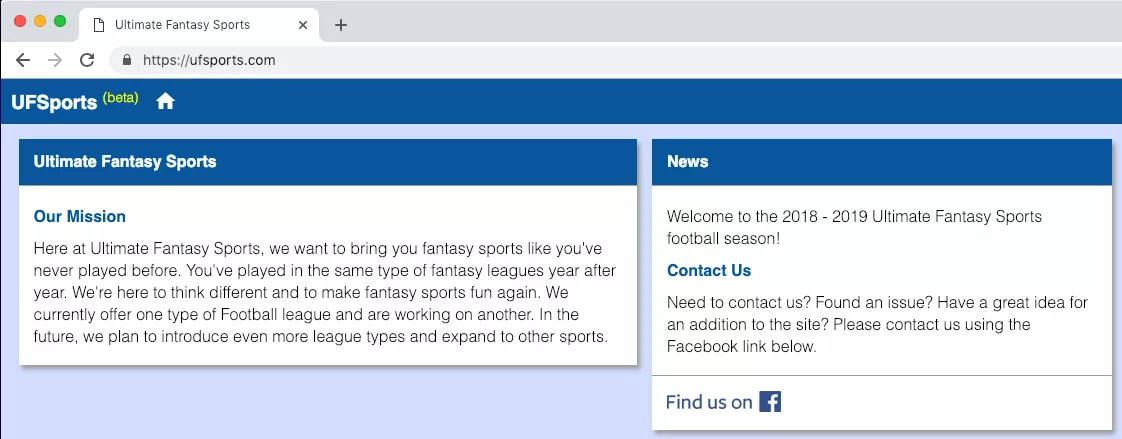 Ultimate Fantasy Sports
https://ufsports.com
UFSports (beta)
Ultimate Fantasy Sports
Our Mission
Here at Ultimate Fantasy Sports, we want to bring you fantasy sports like you've
never played before. You've played in the same type of fantasy leagues year after
year. We're here to think different and to make fantasy sports fun again. We
currently offer one type of Football league and are working on another. In the
future, we plan to introduce even more league types and expand to other sports.
News
Welcome to the 2018 - 2019 Ultimate Fantasy Sports
football season!
Contact Us
Need to contact us? Found an issue? Have a great idea for
an addition to the site? Please contact us using the
Facebook link below.
Find us on f